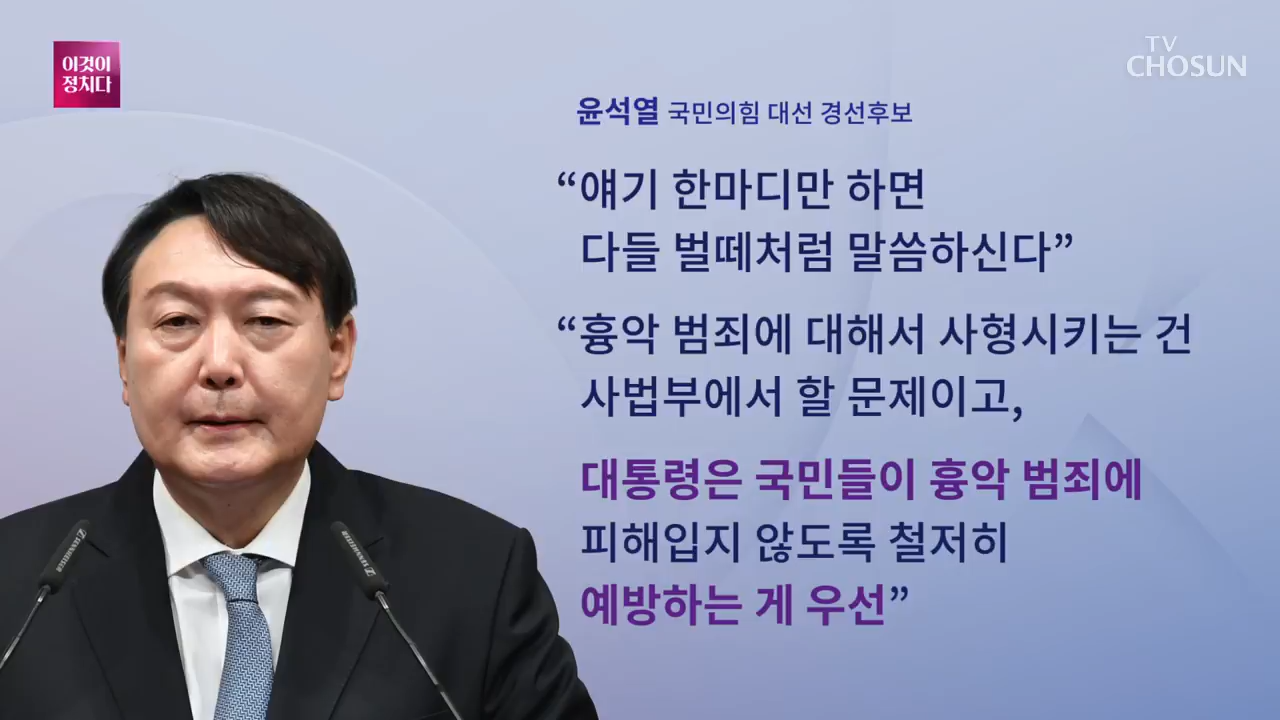 이것이
정치다
TV
CHOSUN
윤석열 국민의힘 대선 경선후보
“얘기 한마디만 하면
다들 벌떼처럼 말씀하신다”
“흉악 범죄에 대해서 사형시키는 건
사법부에서 할 문제이고,
대통령은 국민들이 흉악 범죄에
피해입지 않도록 철저히
예방하는 게 우선”